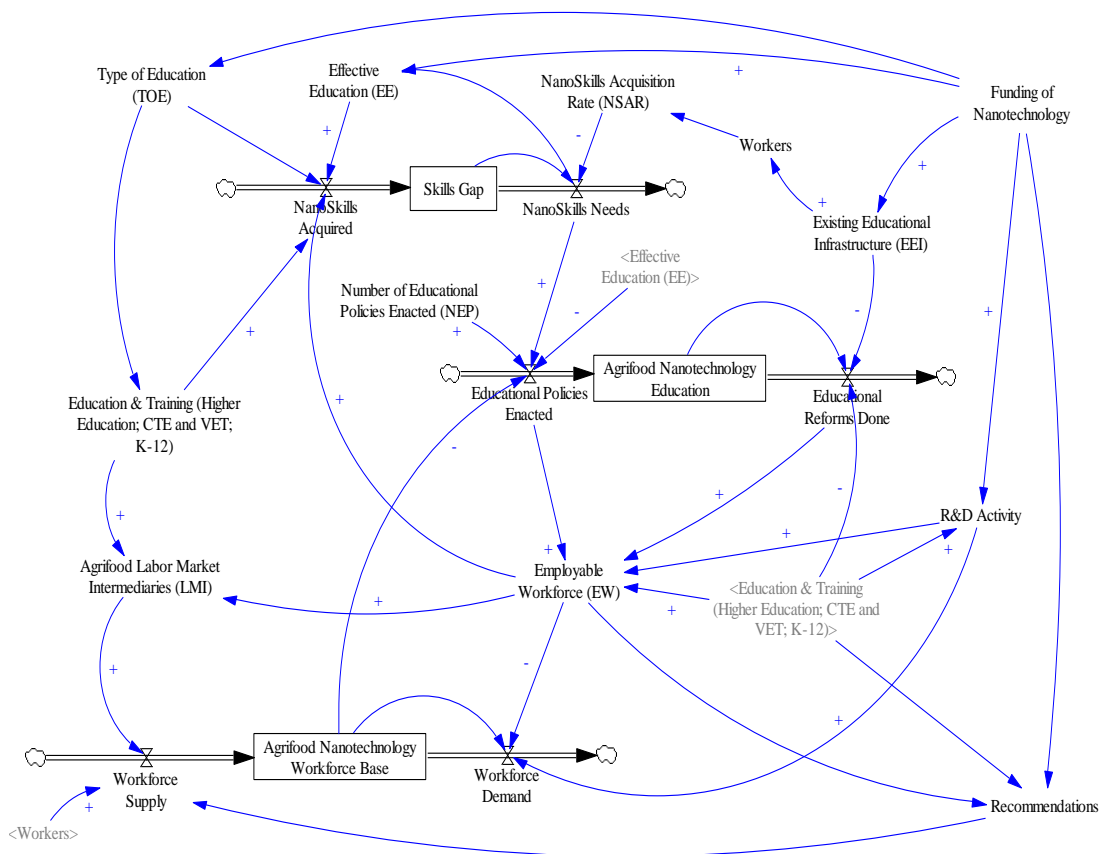 Type of Education
(TOE)
Effective
Education (EE)
NanoSkills Acquisition
Rate (NSAR)
+
Funding of
Nanotechnology
+
-
Workers
+
Skills Gap
+
NanoSkills
Acquired
NanoSkills Needs
Existing Educational
Infrastructure (EEI)
<Effective
Education (EE)>
+
Number of Educational
Policies Enacted (NEP)
-
+
+
-
+
Agrifood Nanotechnology
Education
Educational Policies
Enacted
Educational
Reforms Done
+
Education & Training (Higher
Education; CTE and VET;
K-12)
-
+
+
-
R&D Activity
+
+
+
Agrifood Labor Market
Intermediaries (LMI)
Employable
Workforce (EW)
<Education & Training
(Higher Education; CTE and
VET; K-12)>
+
+
+
-
+
Agrifood Nanotechnology
Workforce Base
Workforce
Supply
Workforce
Demand
+
Recommendations
<Workers>